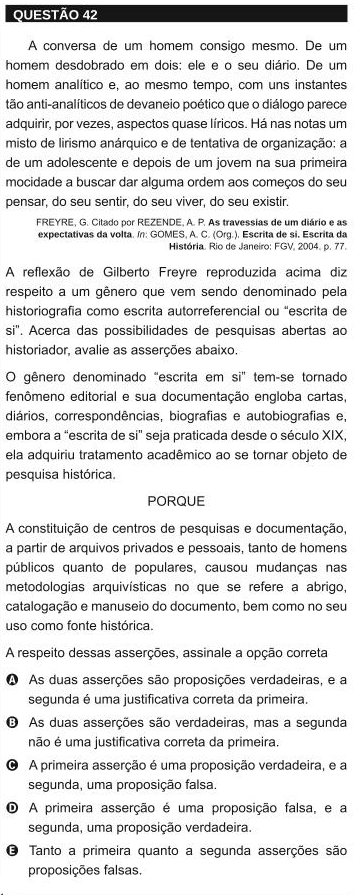 QUESTÃO 42
A conversa de um homem consigo mesmo. De um
homem desdobrado em dois: ele e o seu diário. De um
homem analítico e, ao mesmo tempo, com uns instantes
tão anti-analíticos de devaneio poético que o diálogo parece
adquirir, por vezes, aspectos quase líricos. Há nas notas um
misto de lirismo anárquico e de tentativa de organização: a
de um adolescente e depois de um jovem na sua primeira
mocidade a buscar dar alguma ordem aos começos do seu
pensar, do seu sentir, do seu viver, do seu existir.
FREYRE, G. Citado por REZENDE, A. P. As travessias de um diário e as
expectativas da volta. In: GOMES, A. C. (Org.). Escrita de si. Escrita da
História. Rio de Janeiro: FGV, 2004. p. 77.
A reflexão de Gilberto Freyre reproduzida acima diz
respeito a um gênero que vem sendo denominado pela
historiografia como escrita autorreferencial ou “escrita de
si”. Acerca das possibilidades de pesquisas abertas ao
historiador, avalie as asserções abaixo.
O gênero denominado “escrita em si” tem-se tornado
fenômeno editorial e sua documentação engloba cartas,
diários, correspondências, biografias e autobiografias e,
embora a “escrita de si” seja praticada desde o século XIX,
ela adquiriu tratamento acadêmico ao se tornar objeto de
pesquisa histórica.
PORQUE
A constituição de centros de pesquisas e documentação,
a partir de arquivos privados e pessoais, tanto de homens
públicos quanto de populares, causou mudanças nas
metodologias arquivísticas no que se refere a abrigo,
catalogação e manuseio do documento, bem como no seu
uso como fonte histórica.
A respeito dessas asserções, assinale a opção correta
A As duas asserções são proposições verdadeiras, e a
segunda é uma justificativa correta da primeira.
B As duas asserções são verdadeiras, mas a segunda
não é uma justificativa correta da primeira.
C A primeira asserção é uma proposição verdadeira, e a
segunda, uma proposição falsa.
D A primeira asserção é uma proposição falsa, e a
segunda, uma proposição verdadeira.
E Tanto a primeira quanto a segunda asserções são
proposições falsas.